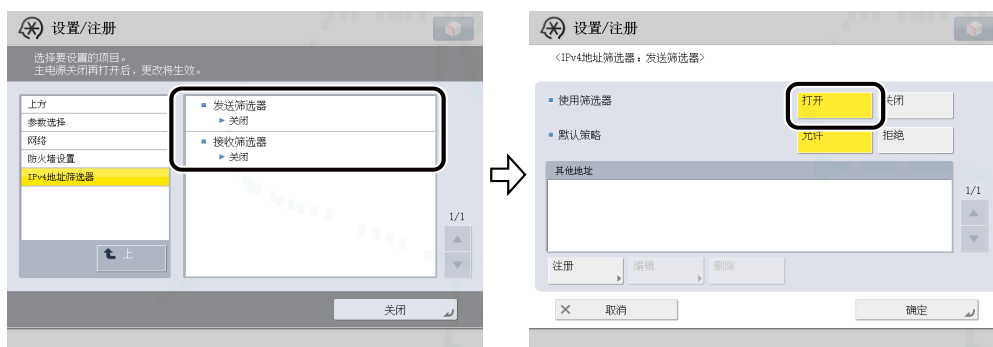 设置/注册
选择要设置的项目。
主电源关闭再打开后，更改将生效。
上方
参数选择
网络
防火墙设置
IPv4地址筛选器
上
发送筛选器
关闭
接收筛选器
关闭
1/1
关闭
设置/注册
<IPv4地址筛选器：发送筛选器>
使用筛选器
打开
关闭
默认策略
允许
拒绝
其他地址
1/1
注册
编辑
删除
取消
确定